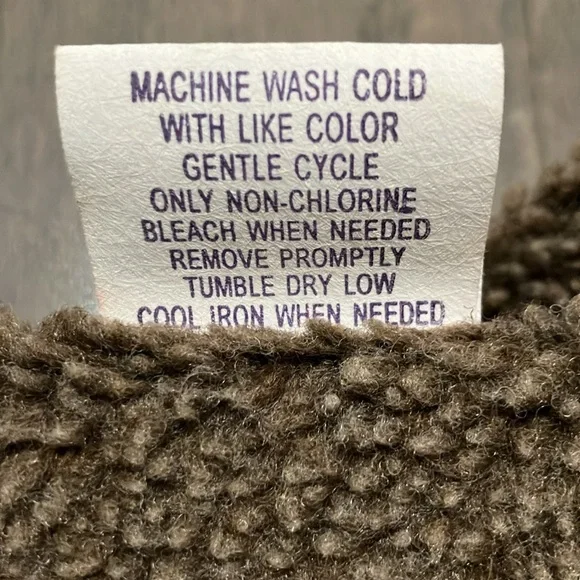 MACHINE WASH COLD
WITH LIKE COLOR
GENTLE CYCLE
ONLY NON-CHLORINE
BLEACH WHEN NEEDED
REMOVE PROMPTLY
TUMBLE DRY LOW
COOL IRON WHEN NEEDED